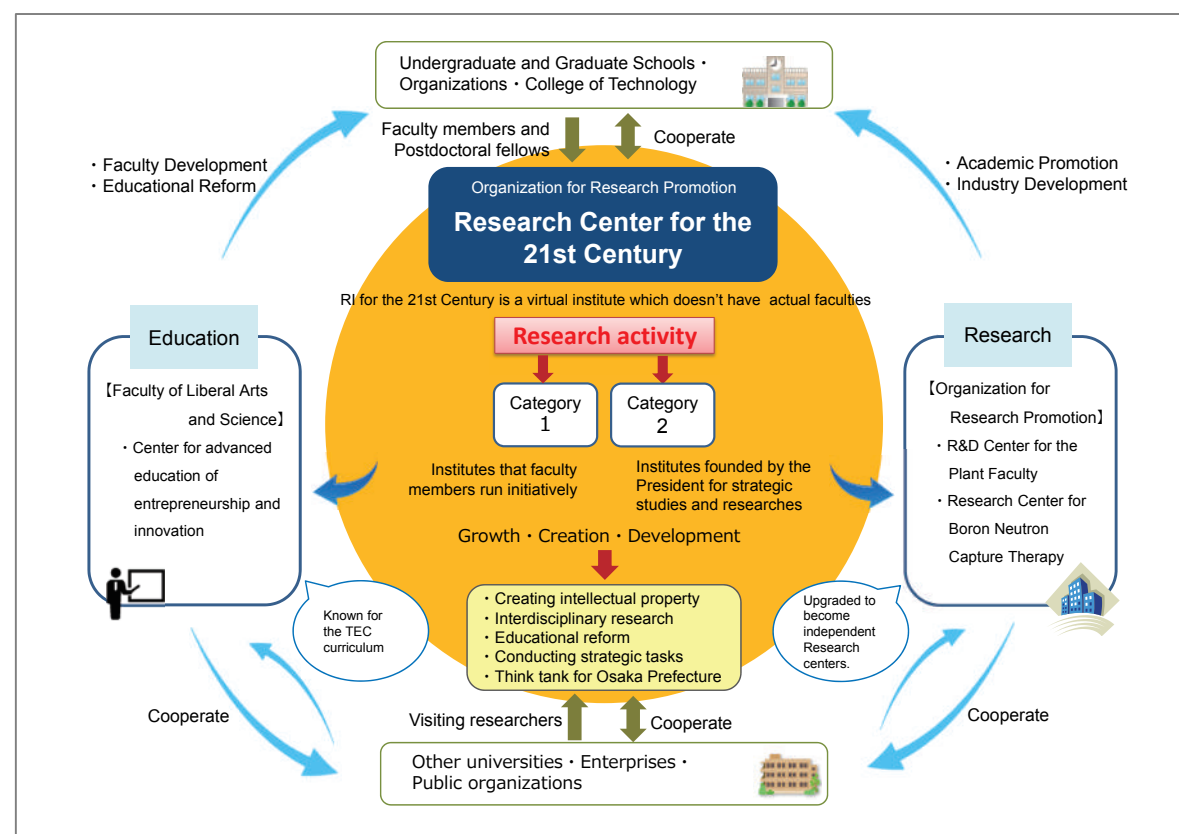 Undergraduate and Graduate Schools・
Organizations・College of Technology
Faculty members and
Postdoctoral fellows
Cooperate
・Faculty Development
・Educational Reform
・Academic Promotion
・Industry Development
Organization for Research Promotion
Research Center for the
21st Century
RI for the 21st Century is a virtual institute which doesn't have actual faculties
Research activity
Category
1
Category
2
Institutes that faculty
members run initiatively
Institutes founded by the
President for strategic
studies and researches
Growth・Creation・Development
・Creating intellectual property
・Interdisciplinary research
・Educational reform
・Conducting strategic tasks
・Think tank for Osaka Prefecture
Education
【Faculty of Liberal Arts
and Science】
・Center for advanced
education of
entrepreneurship and
innovation
Known for
the TEC
curriculum
Research
【Organization for
Research Promotion】
・R&D Center for the
Plant Faculty
・Research Center for
Boron Neutron
Capture Therapy
Upgraded to
become
independent
Research
centers.
Cooperate
Visiting researchers
Cooperate
Cooperate
Other universities・Enterprises・
Public organizations